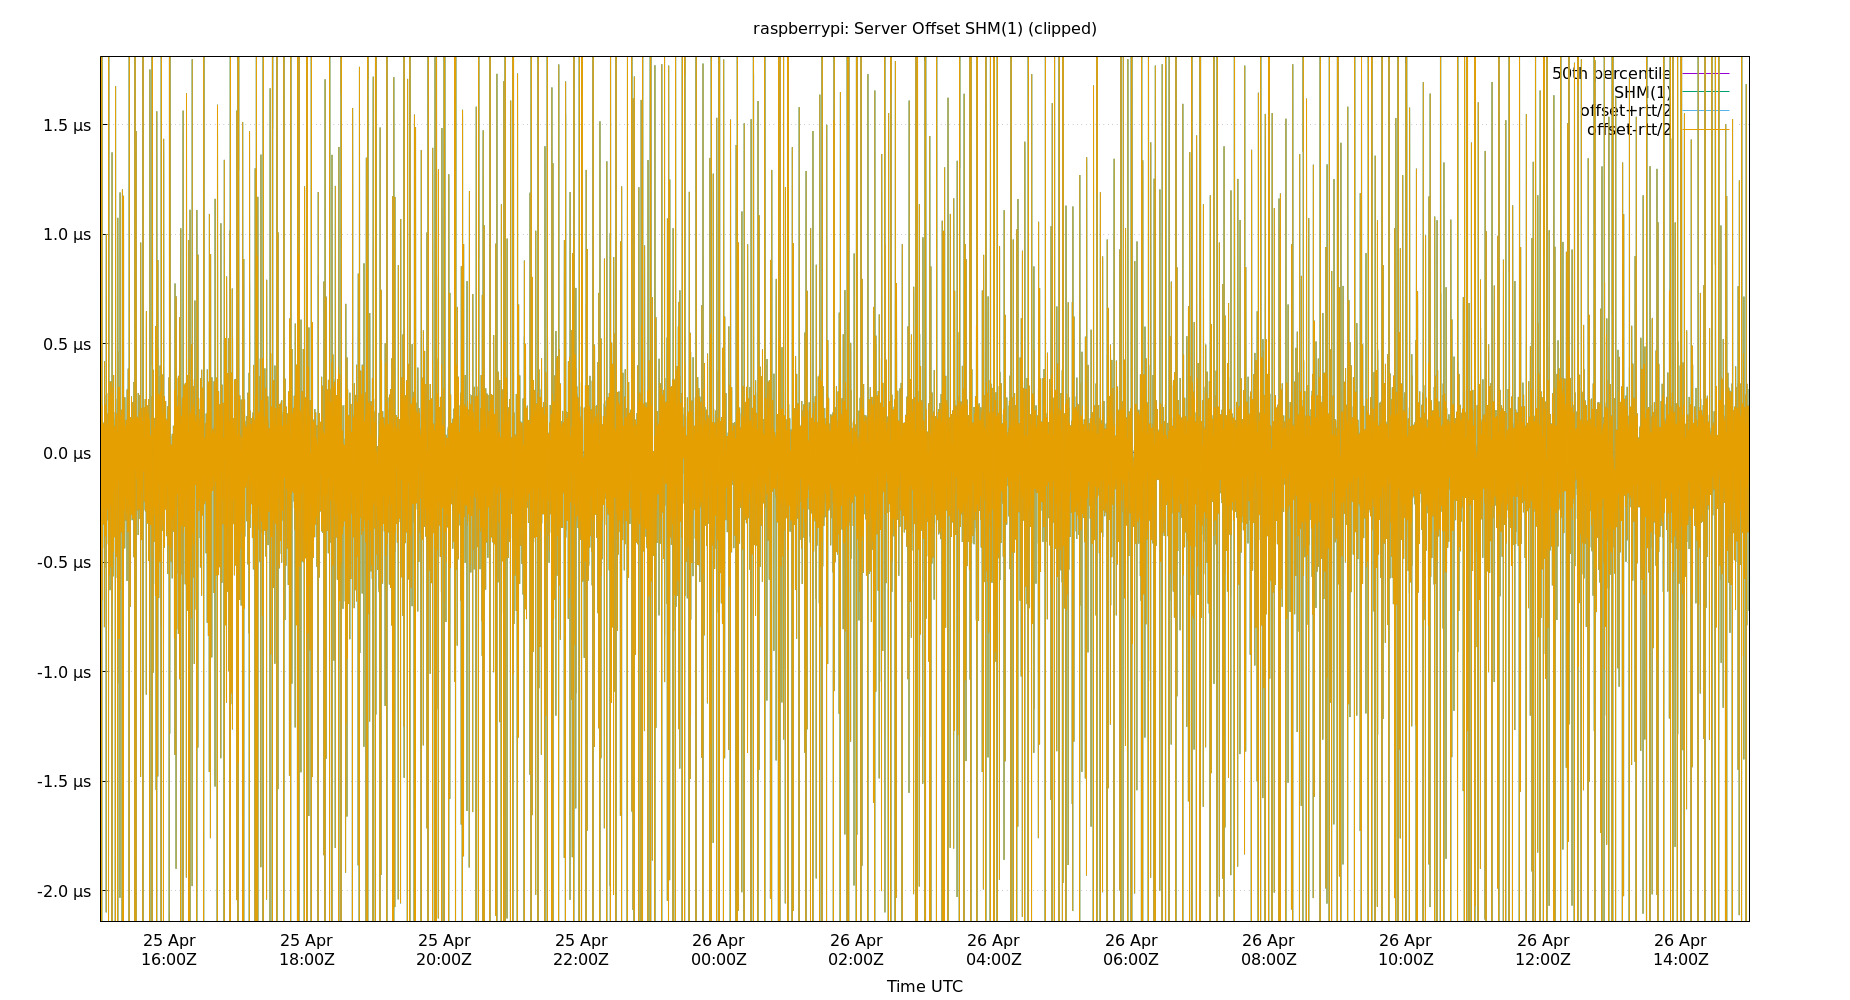 raspberrypi: Server Offset SHM(1) (clipped)
50th percentile
SHM(1)
offset+rtt/2
offset-rtt/2
1.5 µs
1.0 µs
0.5 µs
0.0 µs
-0.5 µs
-1.0 µs
-1.5 µs
-2.0 µs
25 Apr 25 Apr 25 Apr 25 Apr 26 Apr 26 Apr 26 Apr 26 Apr 26 Apr 26 Apr 26 Apr 26 Apr
16:00Z 18:00Z 20:00Z 22:00Z 00:00Z 02:00Z 04:00Z 06:00Z 08:00Z 10:00Z 12:00Z 14:00Z
Time UTC